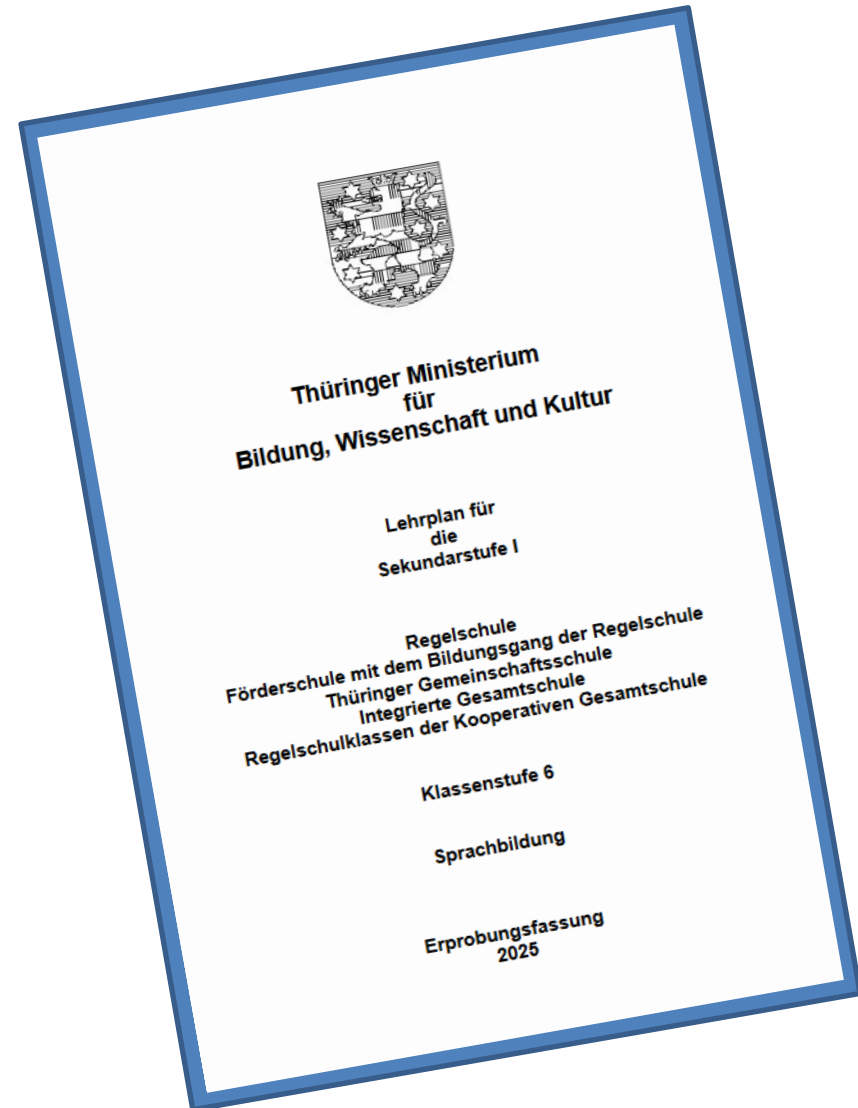 Thüringer Ministerium
für
Bildung, Wissenschaft und Kultur
Lehrplan für
die
Sekundarstufe I
Regelschule
Förderschule mit dem Bildungsgang der Regelschule
Thüringer Gemeinschaftsschule
Integrierte Gesamtschule
Regelschulklassen der Kooperativen Gesamtschule
Klassenstufe 6
Sprachbildung
Erprobungsfassung
2025